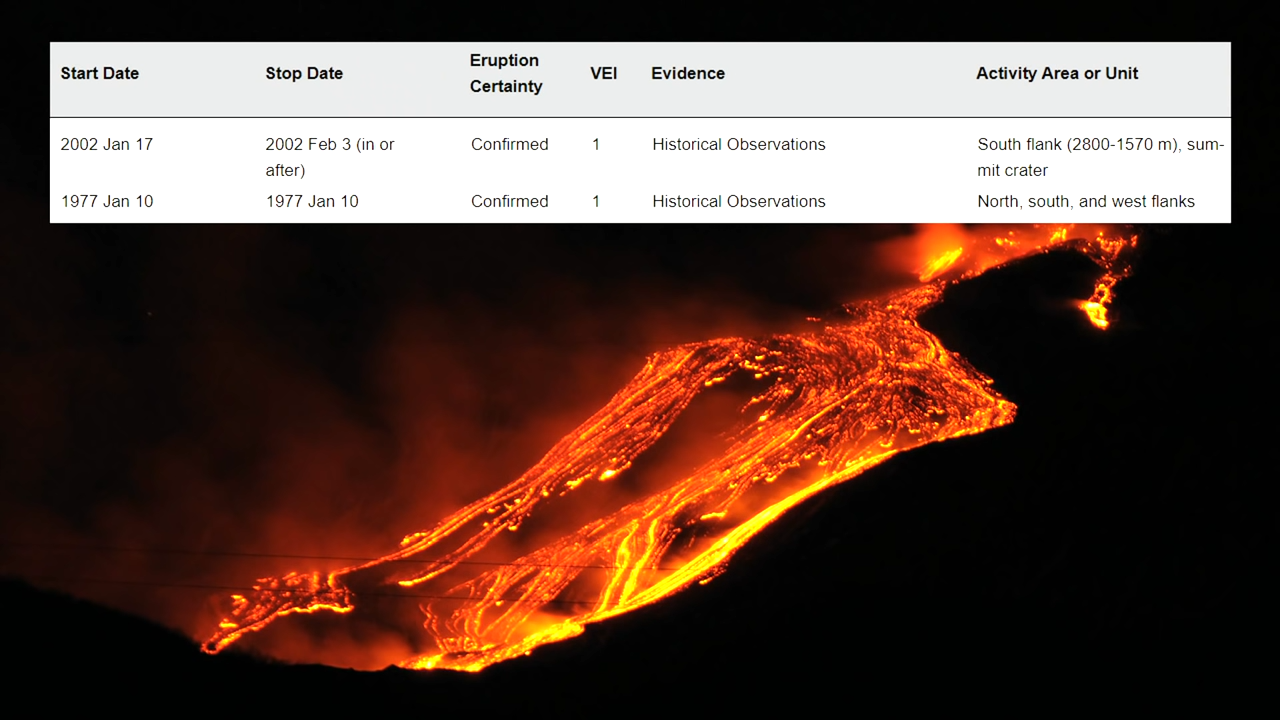 Start Date Stop Date Eruption Certainty VEI Evidence Activity Area or Unit
2002 Jan 17 2002 Feb 3 (in or after) Confirmed 1 Historical Observations South flank (2800-1570 m), sum-
mit crater
1977 Jan 10 1977 Jan 10 Confirmed 1 Historical Observations North, south, and west flanks